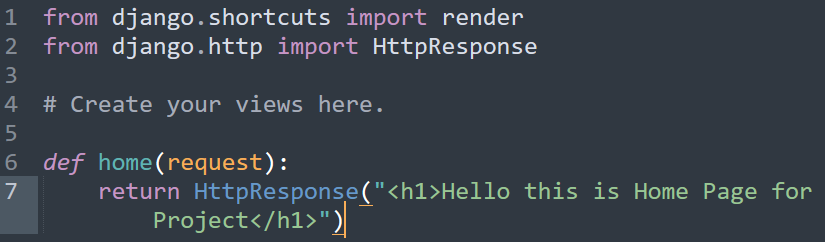 1 from django.shortcuts import render
2 from django.http import HttpResponse
3
4 # Create your views here.
5
6 def home(request):
7     return HttpResponse("<h1>Hello this is Home Page for
        Project</h1>")